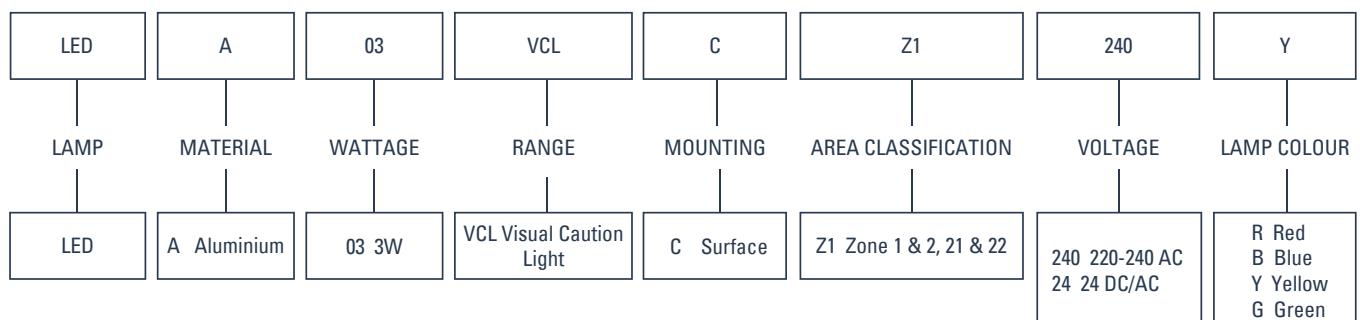 LED A 03 VCL C Z1 240 Y
LAMP MATERIAL WATTAGE RANGE MOUNTING AREA CLASSIFICATION VOLTAGE LAMP COLOUR
LED
A Aluminium
03 3W
VCL Visual Caution
Light
C Surface
Z1 Zone 1 & 2, 21 & 22
240 220-240 AC
24 24 DC/AC
R Red
B Blue
Y Yellow
G Green